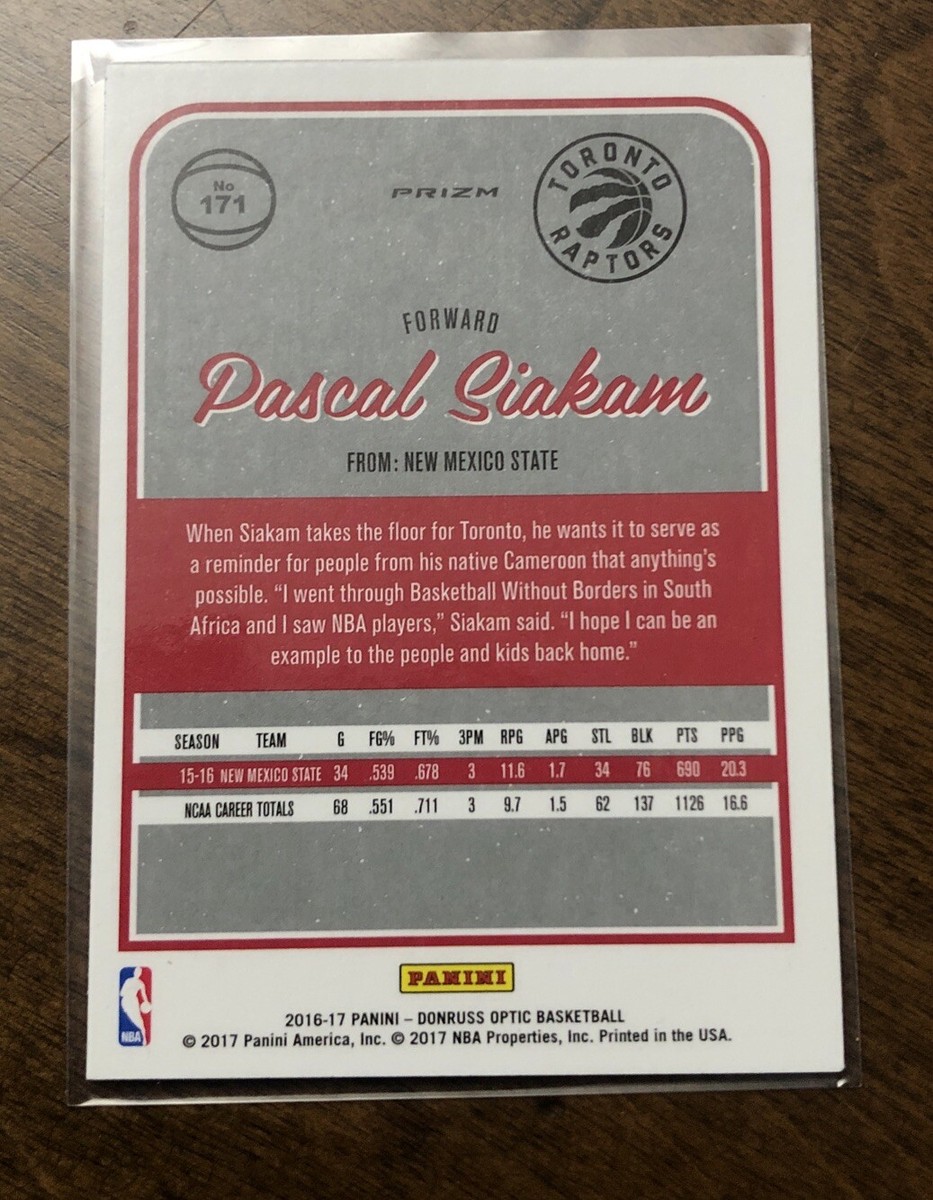 No
171
PRIZM
TORONTO
RAPTORS
FORWARD
Pascal Siakam
FROM: NEW MEXICO STATE
When Siakam takes the floor for Toronto, he wants it to serve as
a reminder for people from his native Cameroon that anything's
possible. “I went through Basketball Without Borders in South
Africa and I saw NBA players,” Siakam said. “I hope I can be an
example to the people and kids back home.”
SEASON TEAM G FG% FT% 3PM RPG APG STL BLK PTS PPG
15-16 NEW MEXICO STATE 34 .539 .678 3 11.6 1.7 34 76 690 20.3
NCAA CAREER TOTALS 68 .551 .711 3 9.7 1.5 62 137 1126 16.6
PANINI
NBA
2016-17 PANINI – DONRUSS OPTIC BASKETBALL
© 2017 Panini America, Inc. © 2017 NBA Properties, Inc. Printed in the USA.